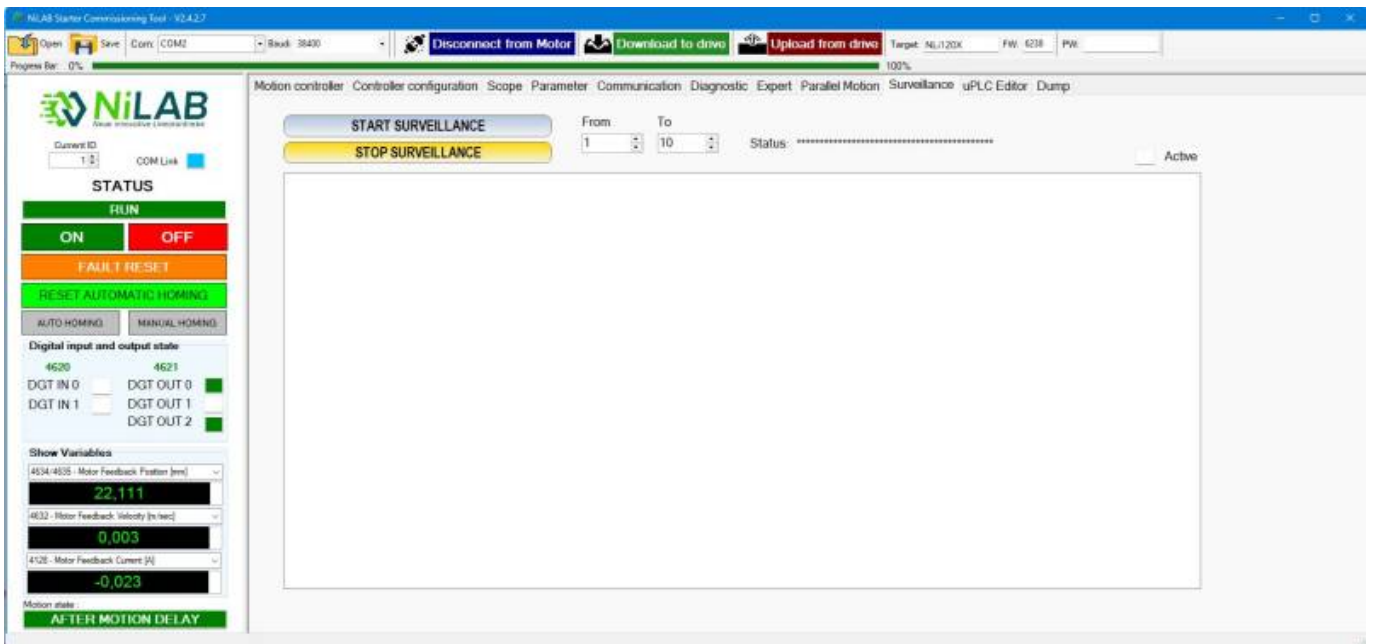 NiLAB Starter Commissioning Tool - V2.4.2.7
Open Save Com: COM2 Baud: 38400 Disconnect from Motor Download to drive Upload from drive Target: NL/120X FW: 6238 PW:
Progress Bar: 0% 100%
Motion controller Controller configuration Scope Parameter Communication Diagnostic Expert Parallel Motion Surveillance uPLC Editor Dump
NiLAB
Current ID
1 COM Link
STATUS
RUN
ON OFF
FAULT RESET
RESET AUTOMATIC HOMING
AUTO HOMING MANUAL HOMING
Digital input and output state
4620 4621
DGT IN 0 DGT OUT 0
DGT IN 1 DGT OUT 1
DGT OUT 2
Show Variables
4634/4635 - Motor Feedback Position [mm]
22,111
4632 - Motor Feedback Velocity [m/sec]
0,003
4128 - Motor Feedback Current [A]
-0,023
Motion state :
AFTER MOTION DELAY
START SURVEILLANCE From To
STOP SURVEILLANCE 1 10 Status: ******************************************
Active